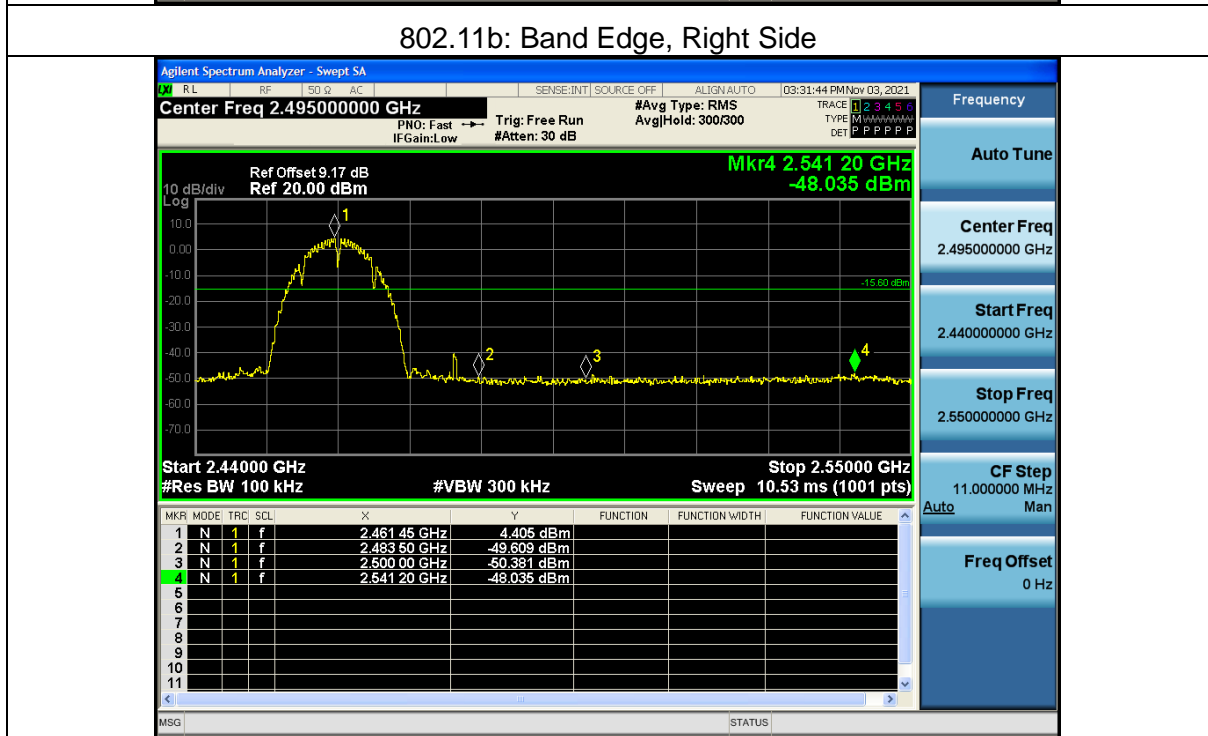 802.11b: Band Edge, Right Side
Agilent Spectrum Analyzer - Swept SA
LXI RL RF 50 Ω AC SENSE:INT SOURCE OFF ALIGN AUTO 03:31:44 PM Nov 03, 2021
Center Freq 2.495000000 GHz #Avg Type: RMS TRACE 1 2 3 4 5 6
PNO: Fast Trig: Free Run Avg|Hold: 300/300 TYPE M WWWWW
IFGain:Low #Atten: 30 dB DET P P P P P P
Frequency
Auto Tune
Mkr4 2.541 20 GHz
-48.035 dBm
Ref Offset 9.17 dB
10 dB/div Ref 20.00 dBm
Log
1
10.0
0.00
-10.0
-15.60 dBm
-20.0
-30.0
-40.0
2
3
4
-50.0
-60.0
-70.0
Start 2.44000 GHz Stop 2.55000 GHz
#Res BW 100 kHz #VBW 300 kHz Sweep 10.53 ms (1001 pts)
MKR MODE TRC SCL X Y FUNCTION FUNCTION WIDTH FUNCTION VALUE
1 N 1 f 2.461 45 GHz 4.405 dBm
2 N 1 f 2.483 50 GHz -49.609 dBm
3 N 1 f 2.500 00 GHz -50.381 dBm
4 N 1 f 2.541 20 GHz -48.035 dBm
5
6
7
8
9
10
11
MSG STATUS
Center Freq
2.495000000 GHz
Start Freq
2.440000000 GHz
Stop Freq
2.550000000 GHz
CF Step
11.000000 MHz
Auto Man
Freq Offset
0 Hz